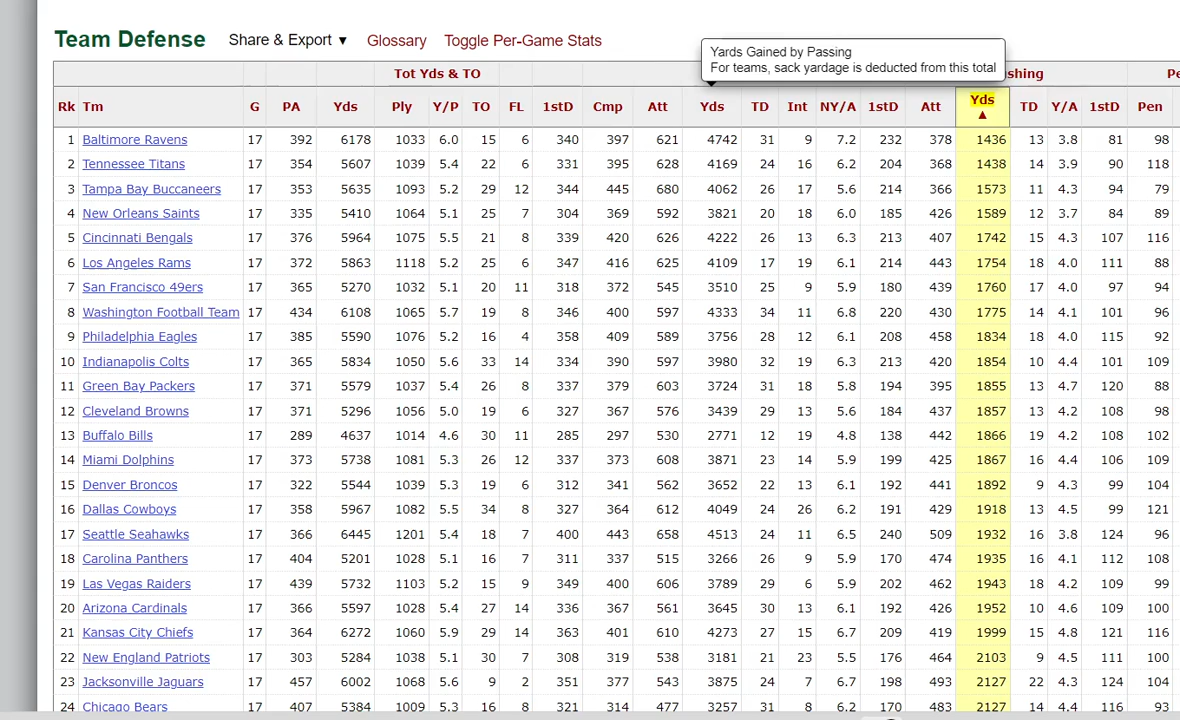 Team Defense Share & Export ▼ Glossary Toggle Per-Game Stats
Yards Gained by Passing
For teams, sack yardage is deducted from this total
Tot Yds & TO shing Pe
Rk Tm G PA Yds Ply Y/P TO FL 1stD Cmp Att Yds TD Int NY/A 1stD Att Yds ▲ TD Y/A 1stD Pen
1 Baltimore Ravens 17 392 6178 1033 6.0 15 6 340 397 621 4742 31 9 7.2 232 378 1436 13 3.8 81 98
2 Tennessee Titans 17 354 5607 1039 5.4 22 6 331 395 628 4169 24 16 6.2 204 368 1438 14 3.9 90 118
3 Tampa Bay Buccaneers 17 353 5635 1093 5.2 29 12 344 445 680 4062 26 17 5.6 214 366 1573 11 4.3 94 79
4 New Orleans Saints 17 335 5410 1064 5.1 25 7 304 369 592 3821 20 18 6.0 185 426 1589 12 3.7 84 89
5 Cincinnati Bengals 17 376 5964 1075 5.5 21 8 339 420 626 4222 26 13 6.3 213 407 1742 15 4.3 107 116
6 Los Angeles Rams 17 372 5863 1118 5.2 25 6 347 416 625 4109 17 19 6.1 214 443 1754 18 4.0 111 88
7 San Francisco 49ers 17 365 5270 1032 5.1 20 11 318 372 545 3510 25 9 5.9 180 439 1760 17 4.0 97 94
8 Washington Football Team 17 434 6108 1065 5.7 19 8 346 400 597 4333 34 11 6.8 220 430 1775 14 4.1 101 96
9 Philadelphia Eagles 17 385 5590 1076 5.2 16 4 358 409 589 3756 28 12 6.1 208 458 1834 18 4.0 115 92
10 Indianapolis Colts 17 365 5834 1050 5.6 33 14 334 390 597 3980 32 19 6.3 213 420 1854 10 4.4 101 109
11 Green Bay Packers 17 371 5579 1037 5.4 26 8 337 379 603 3724 31 18 5.8 194 395 1855 13 4.7 120 88
12 Cleveland Browns 17 371 5296 1056 5.0 19 6 327 367 576 3439 29 13 5.6 184 437 1857 13 4.2 108 98
13 Buffalo Bills 17 289 4637 1014 4.6 30 11 285 297 530 2771 12 19 4.8 138 442 1866 19 4.2 108 102
14 Miami Dolphins 17 373 5738 1081 5.3 26 12 337 373 608 3871 23 14 5.9 199 425 1867 16 4.4 106 109
15 Denver Broncos 17 322 5544 1039 5.3 19 6 312 341 562 3652 22 13 6.1 192 441 1892 9 4.3 99 104
16 Dallas Cowboys 17 358 5967 1082 5.5 34 8 327 364 612 4049 24 26 6.2 191 429 1918 13 4.5 99 121
17 Seattle Seahawks 17 366 6445 1201 5.4 18 7 400 443 658 4513 24 11 6.5 240 509 1932 16 3.8 124 96
18 Carolina Panthers 17 404 5201 1028 5.1 16 7 311 337 515 3266 26 9 5.9 170 474 1935 16 4.1 112 108
19 Las Vegas Raiders 17 439 5732 1103 5.2 15 9 349 400 606 3789 29 6 5.9 202 462 1943 18 4.2 109 99
20 Arizona Cardinals 17 366 5597 1028 5.4 27 14 336 367 561 3645 30 13 6.1 192 426 1952 10 4.6 109 100
21 Kansas City Chiefs 17 364 6272 1060 5.9 29 14 363 401 610 4273 27 15 6.7 209 419 1999 15 4.8 121 116
22 New England Patriots 17 303 5284 1038 5.1 30 7 308 319 538 3181 21 23 5.5 176 464 2103 9 4.5 111 100
23 Jacksonville Jaguars 17 457 6002 1068 5.6 9 2 351 377 543 3875 24 7 6.7 198 493 2127 22 4.3 124 104
24 Chicago Bears 17 407 5384 1009 5.3 16 8 321 314 477 3257 31 8 6.2 170 483 2127 14 4.4 116 93